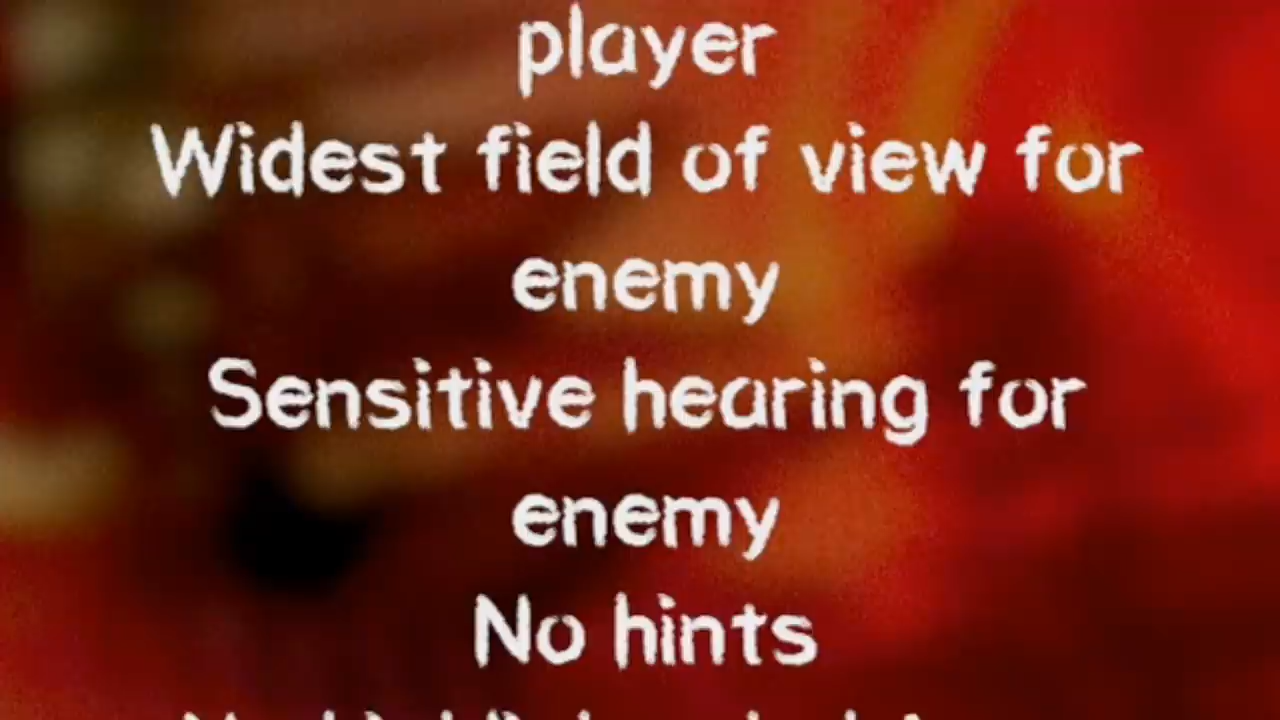 player
Widest field of view for
enemy
Sensitive hearing for
enemy
No hints